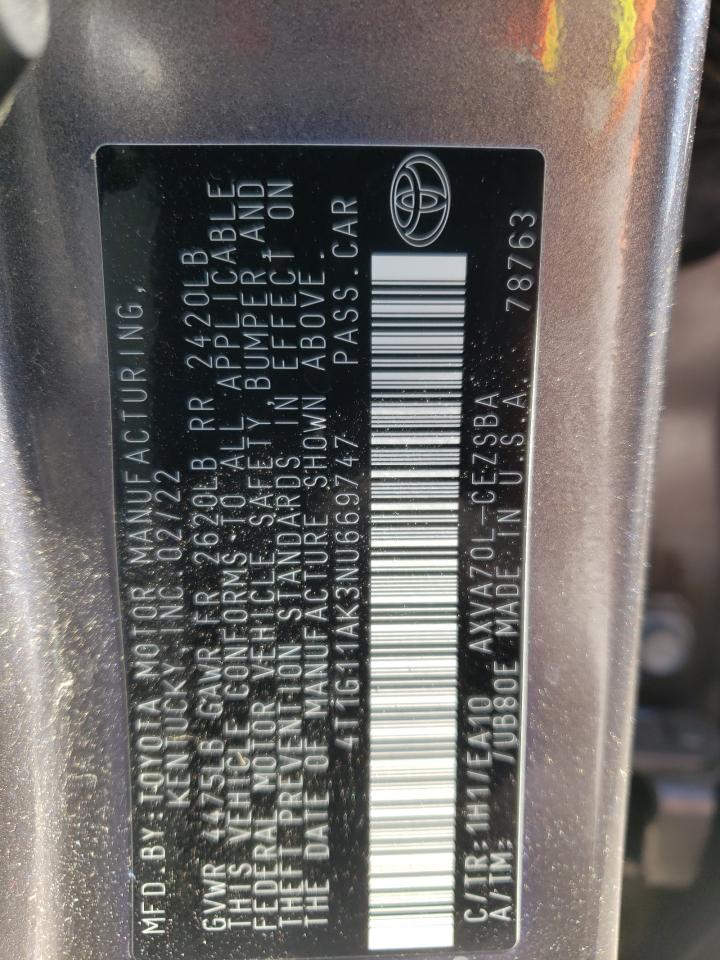 MFD.BY:TOYOTA MOTOR MANUFACTURING,
KENTUCKY, INC 02/22
GVWR 4475LB GAWR FR 2620LB RR 2420LB
THIS VEHICLE CONFORMS TO ALL APPLICABLE
FEDERAL MOTOR VEHICLE SAFETY, BUMPER, AND
THEFT PREVENTION STANDARDS IN EFFECT ON
THE DATE OF MANUFACTURE SHOWN ABOVE.
4T1G11AK3NU669747 PASS.CAR
C/TR:1H1/EA10 AXVA70L-CEZSBA
A/TM: /UB80E MADE IN U.S.A. 78763